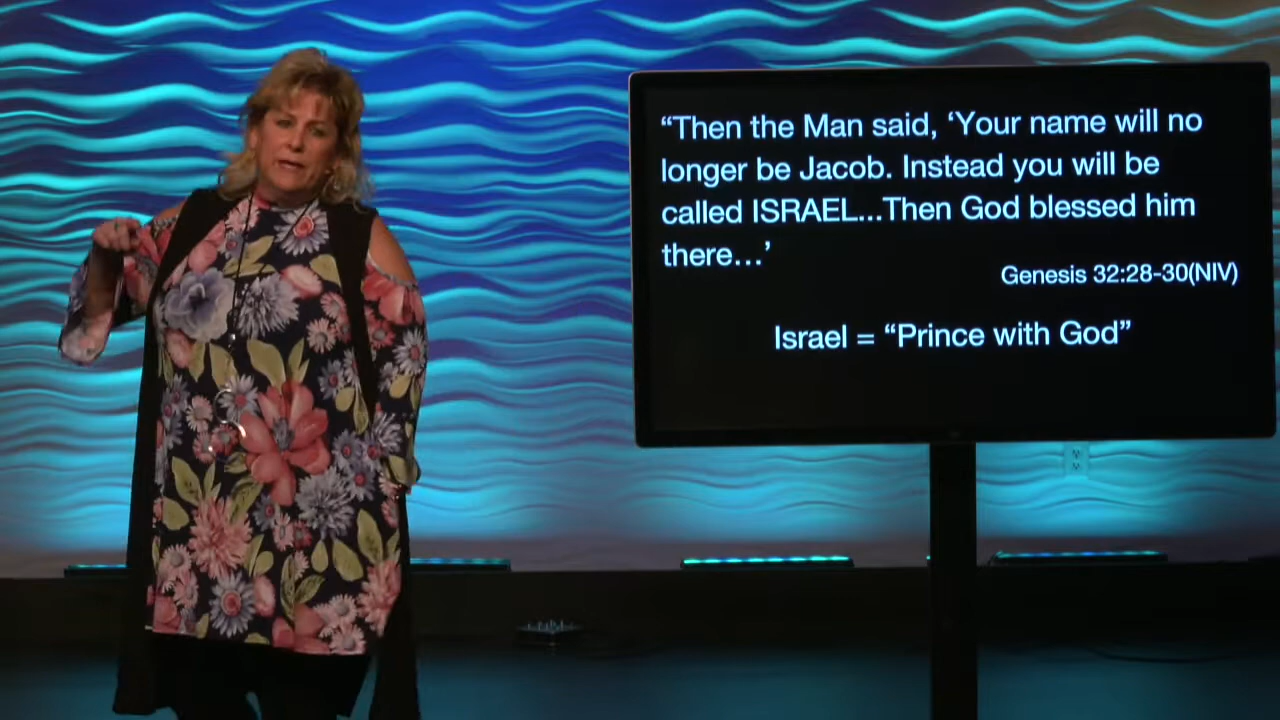 “Then the Man said, ‘Your name will no
longer be Jacob. Instead you will be
called ISRAEL...Then God blessed him
there...’
Genesis 32:28-30(NIV)
Israel = “Prince with God”